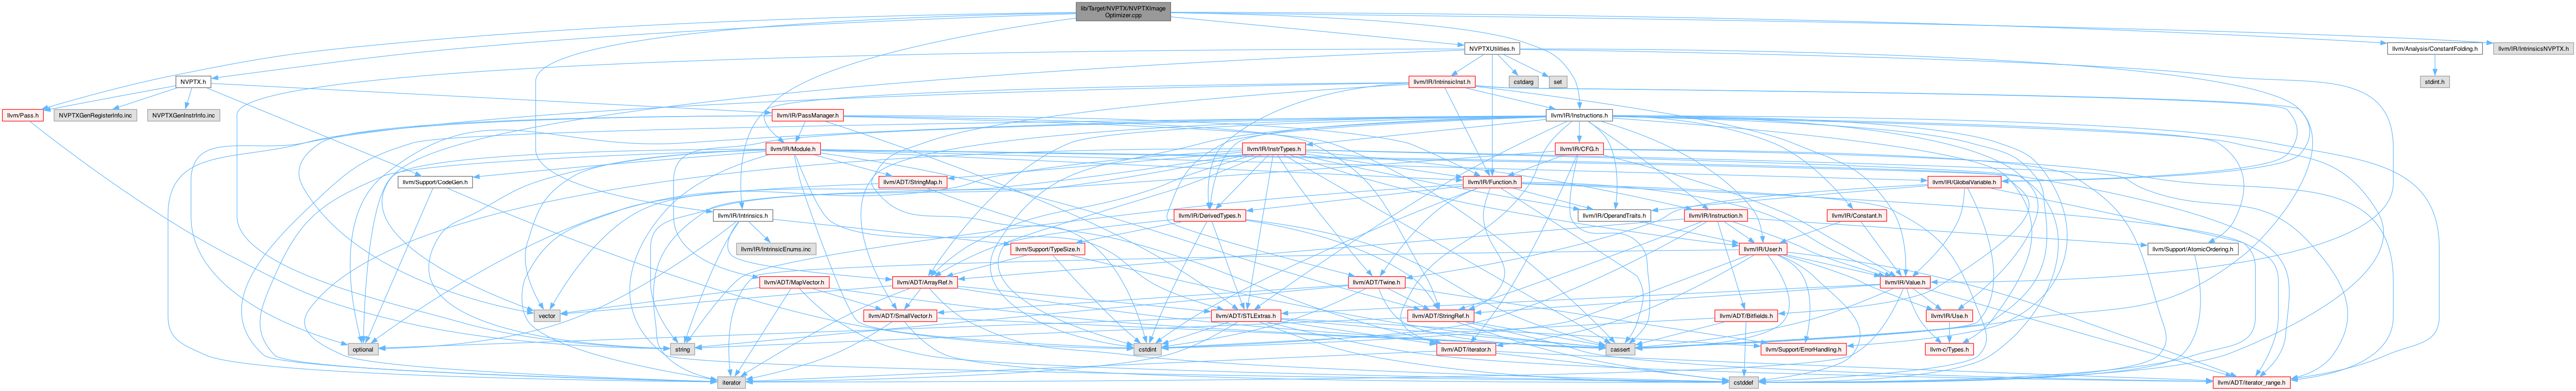 lib/Target/NVPTX/NVPTXImage
Optimizer.cpp
NVPTXUtilities.h
llvm/Analysis/ConstantFolding.h
llvm/IR/IntrinsicsNVPTX.h
NVPTX.h
llvm/IR/IntrinsicInst.h
cstdarg
set
stdint.h
llvm/Pass.h
NVPTXGenRegisterInfo.inc
NVPTXGenInstrInfo.inc
llvm/IR/PassManager.h
llvm/IR/Instructions.h
llvm/IR/Module.h
llvm/IR/InstrTypes.h
llvm/IR/CFG.h
llvm/Support/CodeGen.h
llvm/ADT/StringMap.h
llvm/IR/Function.h
llvm/IR/GlobalVariable.h
llvm/IR/Intrinsics.h
llvm/IR/DerivedTypes.h
llvm/IR/OperandTraits.h
llvm/IR/Instruction.h
llvm/IR/Constant.h
llvm/IR/IntrinsicEnums.inc
llvm/Support/TypeSize.h
llvm/IR/User.h
llvm/Support/AtomicOrdering.h
llvm/ADT/MapVector.h
llvm/ADT/ArrayRef.h
llvm/ADT/Twine.h
llvm/IR/Value.h
vector
llvm/ADT/SmallVector.h
llvm/ADT/STLExtras.h
llvm/ADT/StringRef.h
llvm/ADT/Bitfields.h
llvm/IR/Use.h
optional
string
cstdint
llvm/ADT/iterator.h
cassert
llvm/Support/ErrorHandling.h
llvm-c/Types.h
iterator
cstddef
llvm/ADT/iterator_range.h